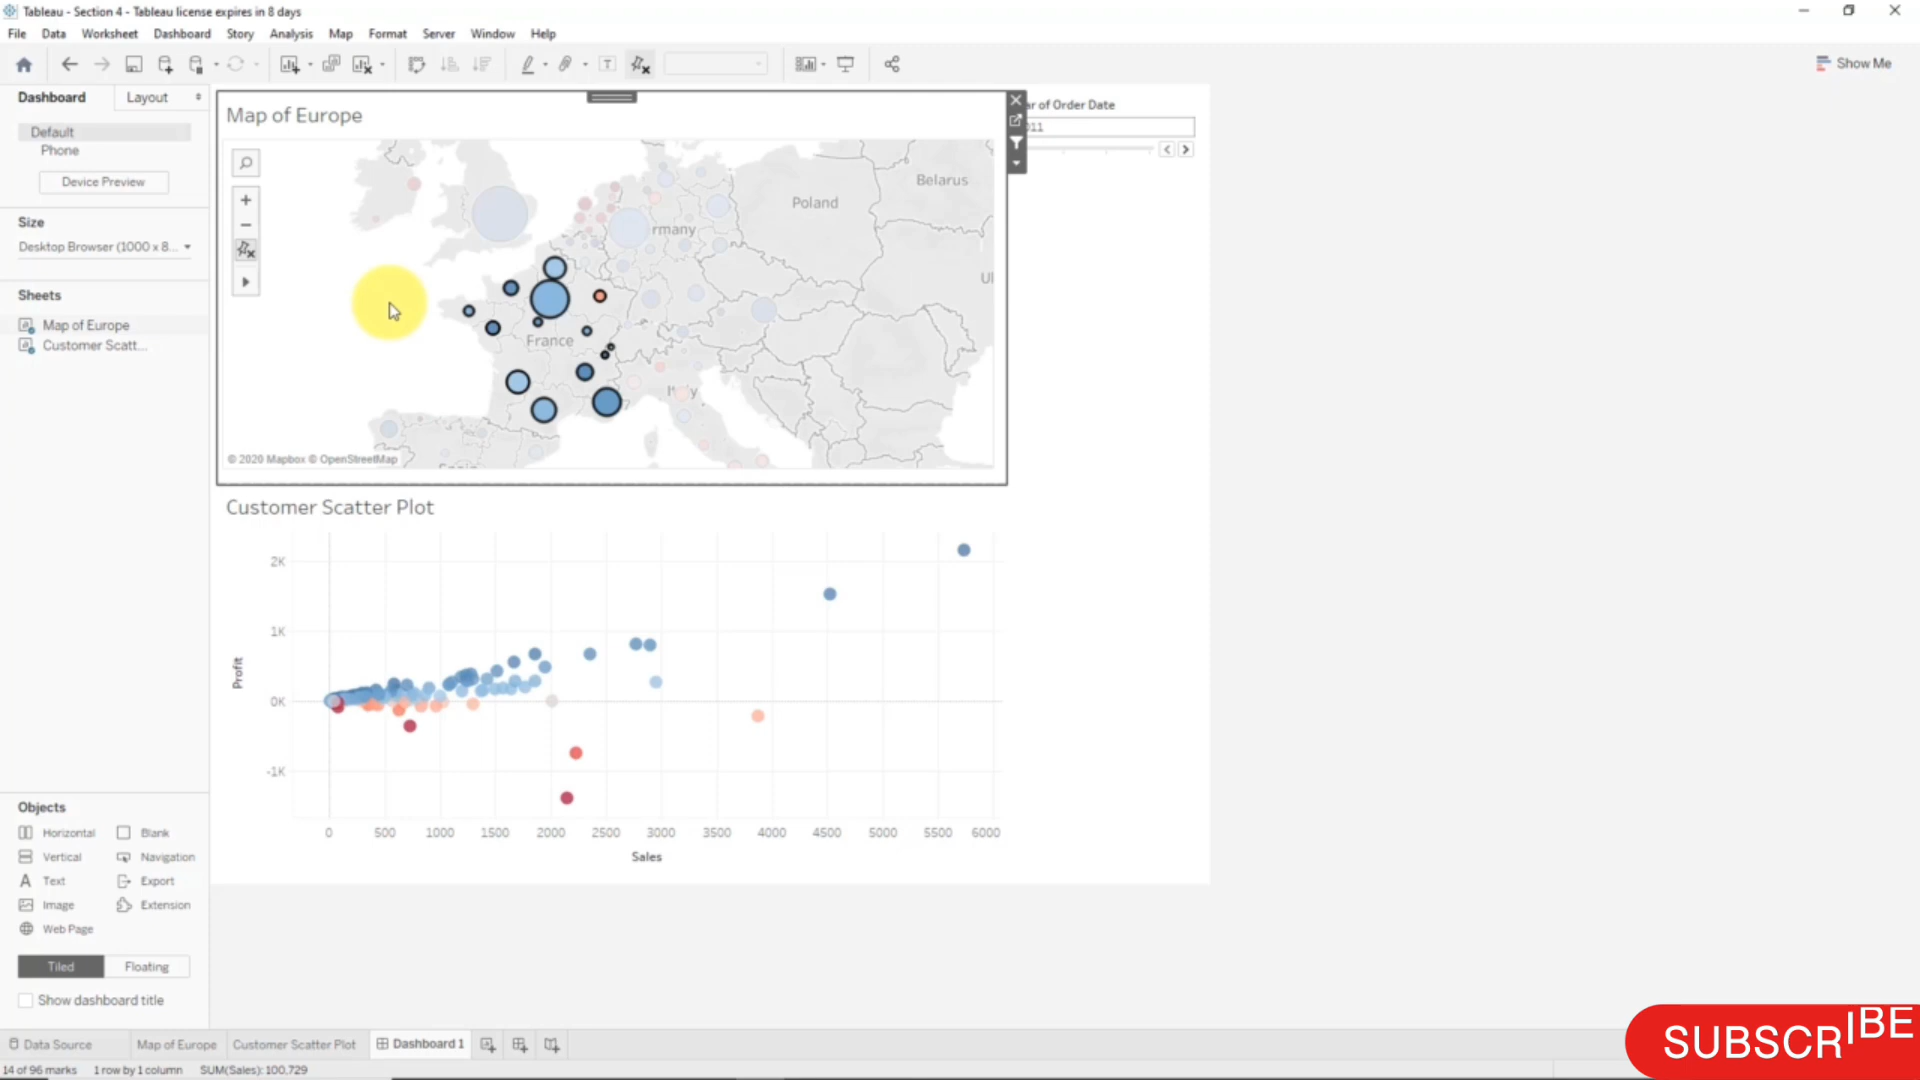 Tableau - Section 4 - Tableau license expires in 8 days
File Data Worksheet Dashboard Story Analysis Map Format Server Window Help
Show Me
Dashboard Layout
Default
Phone
Device Preview
Size
Desktop Browser (1000 x 8...
Sheets
Map of Europe
Customer Scatt...
Objects
Horizontal Blank
Vertical Navigation
Text Export
Image Extension
Web Page
Tiled Floating
Show dashboard title
Map of Europe
ar of Order Date
011
Belarus
Poland
rmany
France
© 2020 Mapbox © OpenStreetMap
Customer Scatter Plot
2K
1K
0K
-1K
Profit
0 500 1000 1500 2000 2500 3000 3500 4000 4500 5000 5500 6000
Sales
Data Source Map of Europe Customer Scatter Plot Dashboard 1
14 of 96 marks 1 row by 1 column SUM(Sales): 100,729
SUBSCRIBE